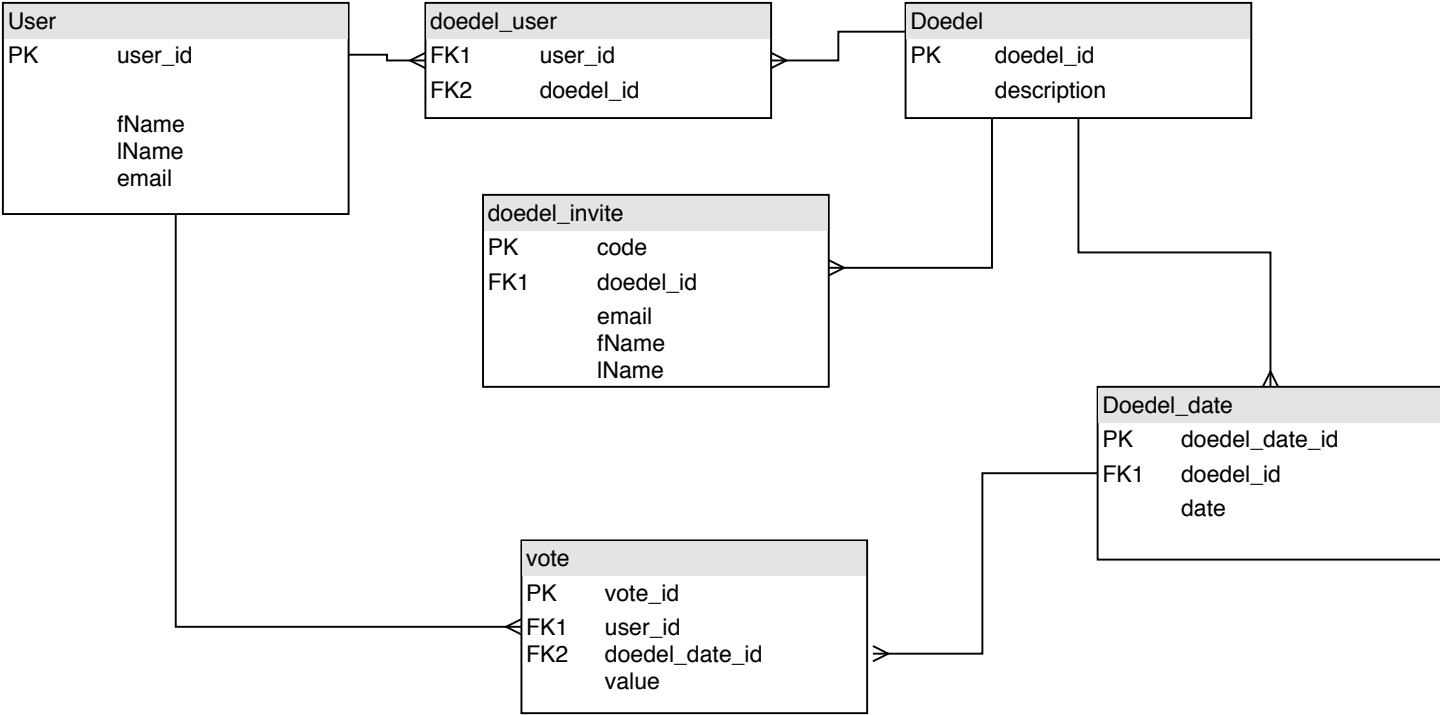 User
PK user_id
fName
lName
email
doedel_user
FK1 user_id
FK2 doedel_id
Doedel
PK doedel_id
description
doedel_invite
PK code
FK1 doedel_id
email
fName
lName
Doedel_date
PK doedel_date_id
FK1 doedel_id
date
vote
PK vote_id
FK1 user_id
FK2 doedel_date_id
value